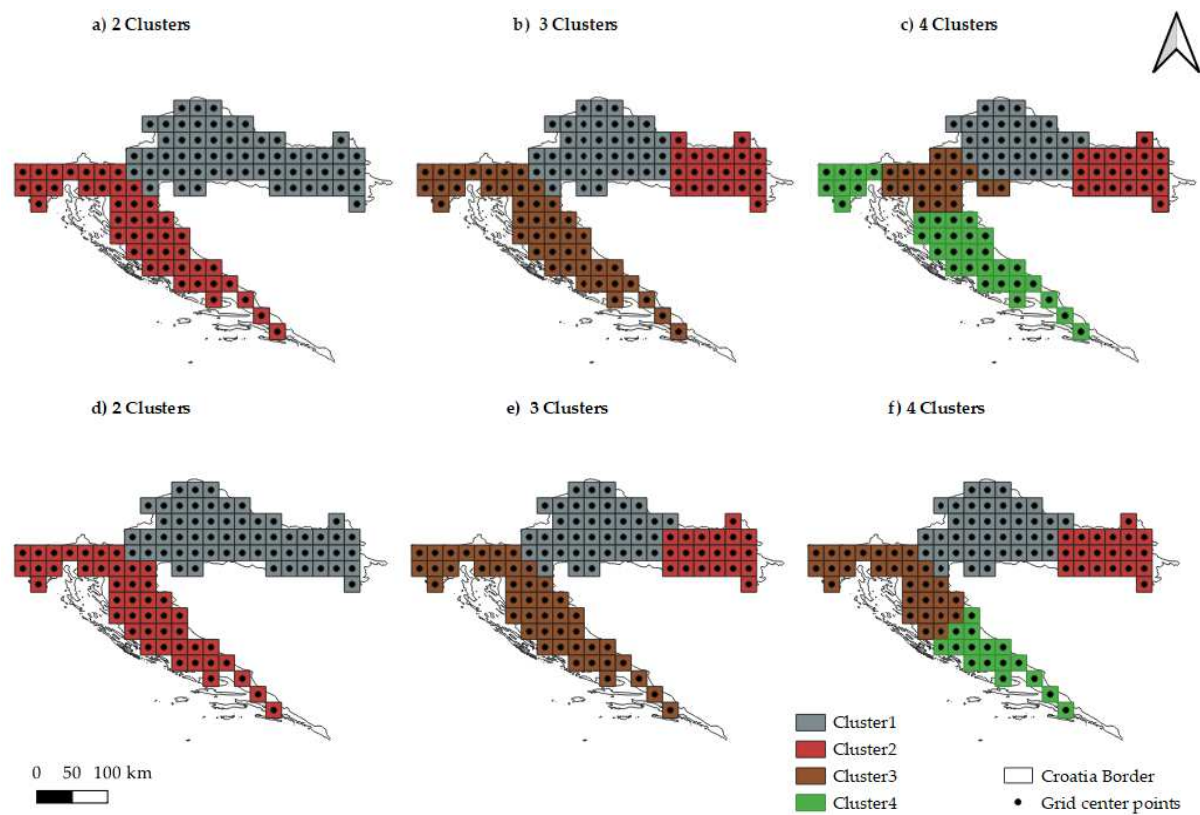 a) 2 Clusters
b) 3 Clusters
c) 4 Clusters
d) 2 Clusters
e) 3 Clusters
f) 4 Clusters
0 50 100 km
Cluster1
Cluster2
Cluster3
Cluster4
Croatia Border
Grid center points